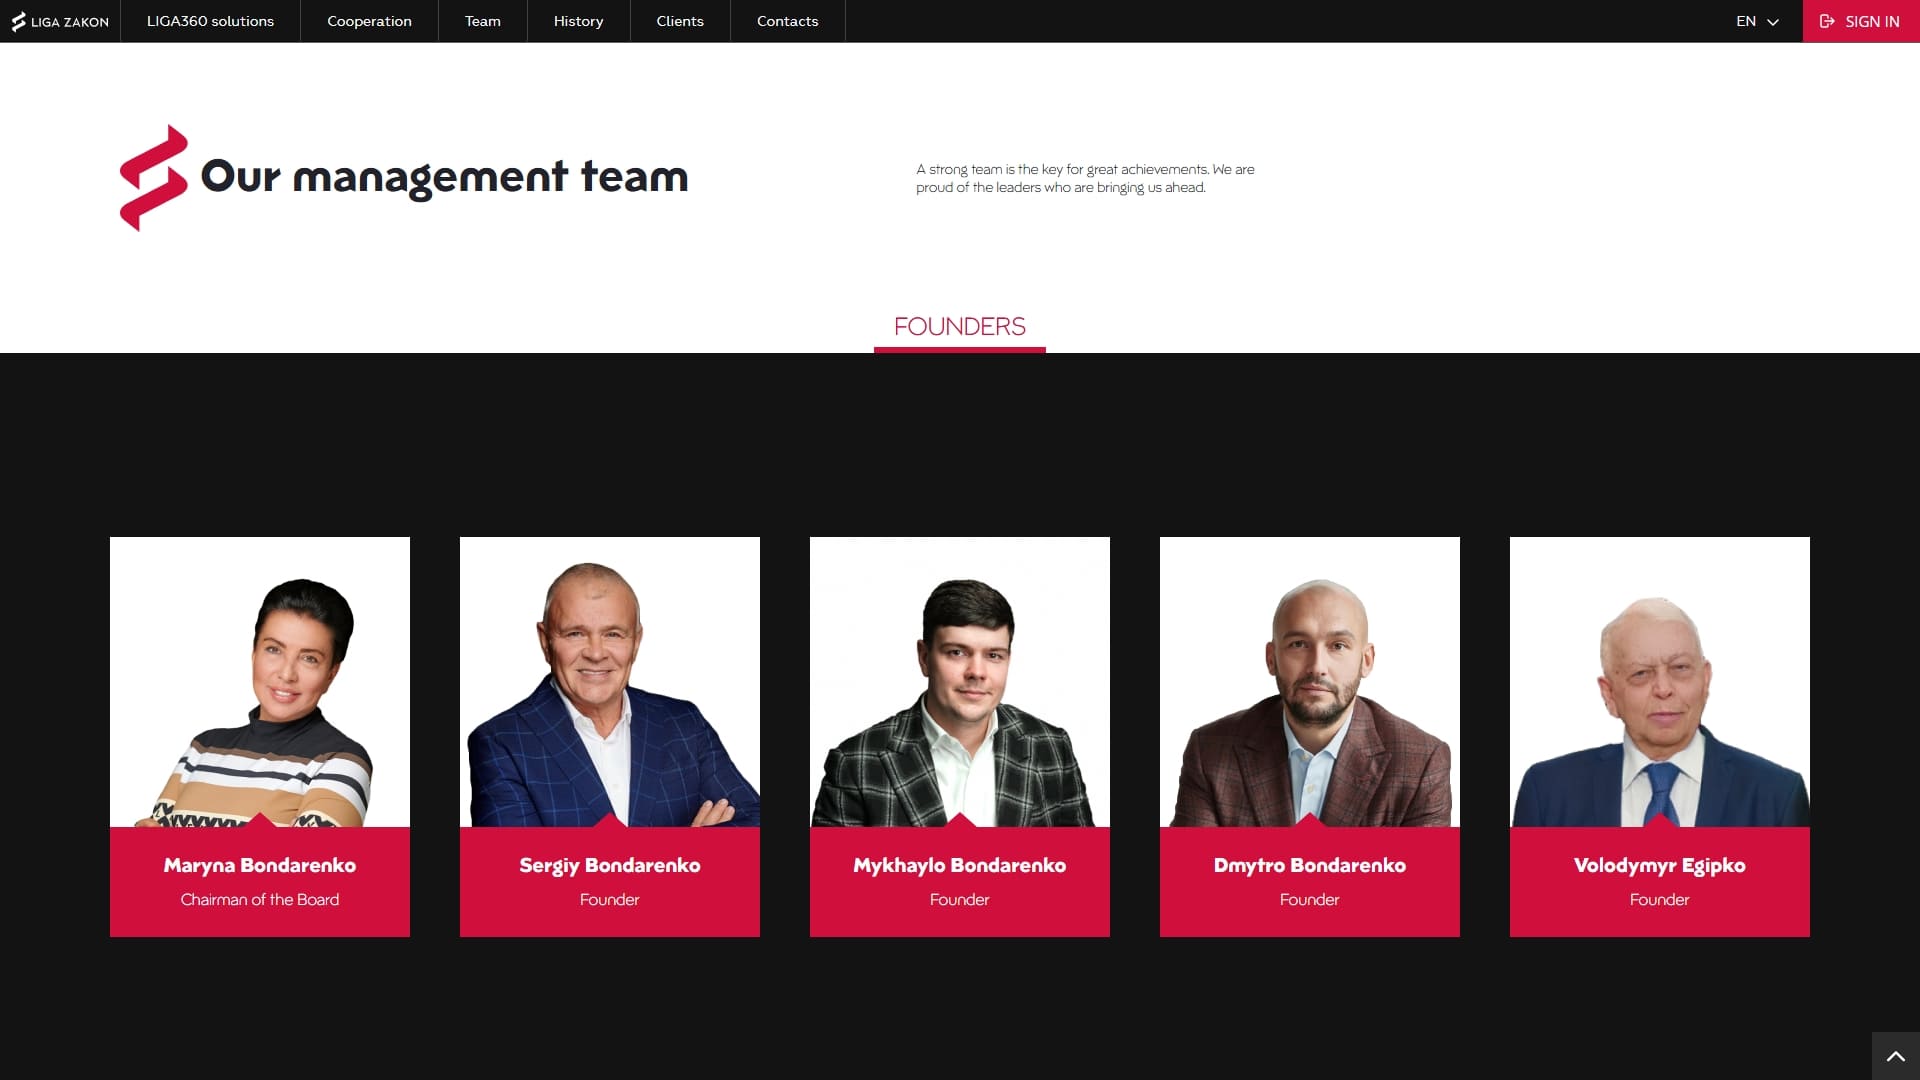 LIGA ZAKON
LIGA360 solutions
Cooperation
Team
History
Clients
Contacts
EN
SIGN IN
Our management team
A strong team is the key for great achievements. We are
proud of the leaders who are bringing us ahead.
FOUNDERS
Maryna Bondarenko
Chairman of the Board
Sergiy Bondarenko
Founder
Mykhaylo Bondarenko
Founder
Dmytro Bondarenko
Founder
Volodymyr Egipko
Founder